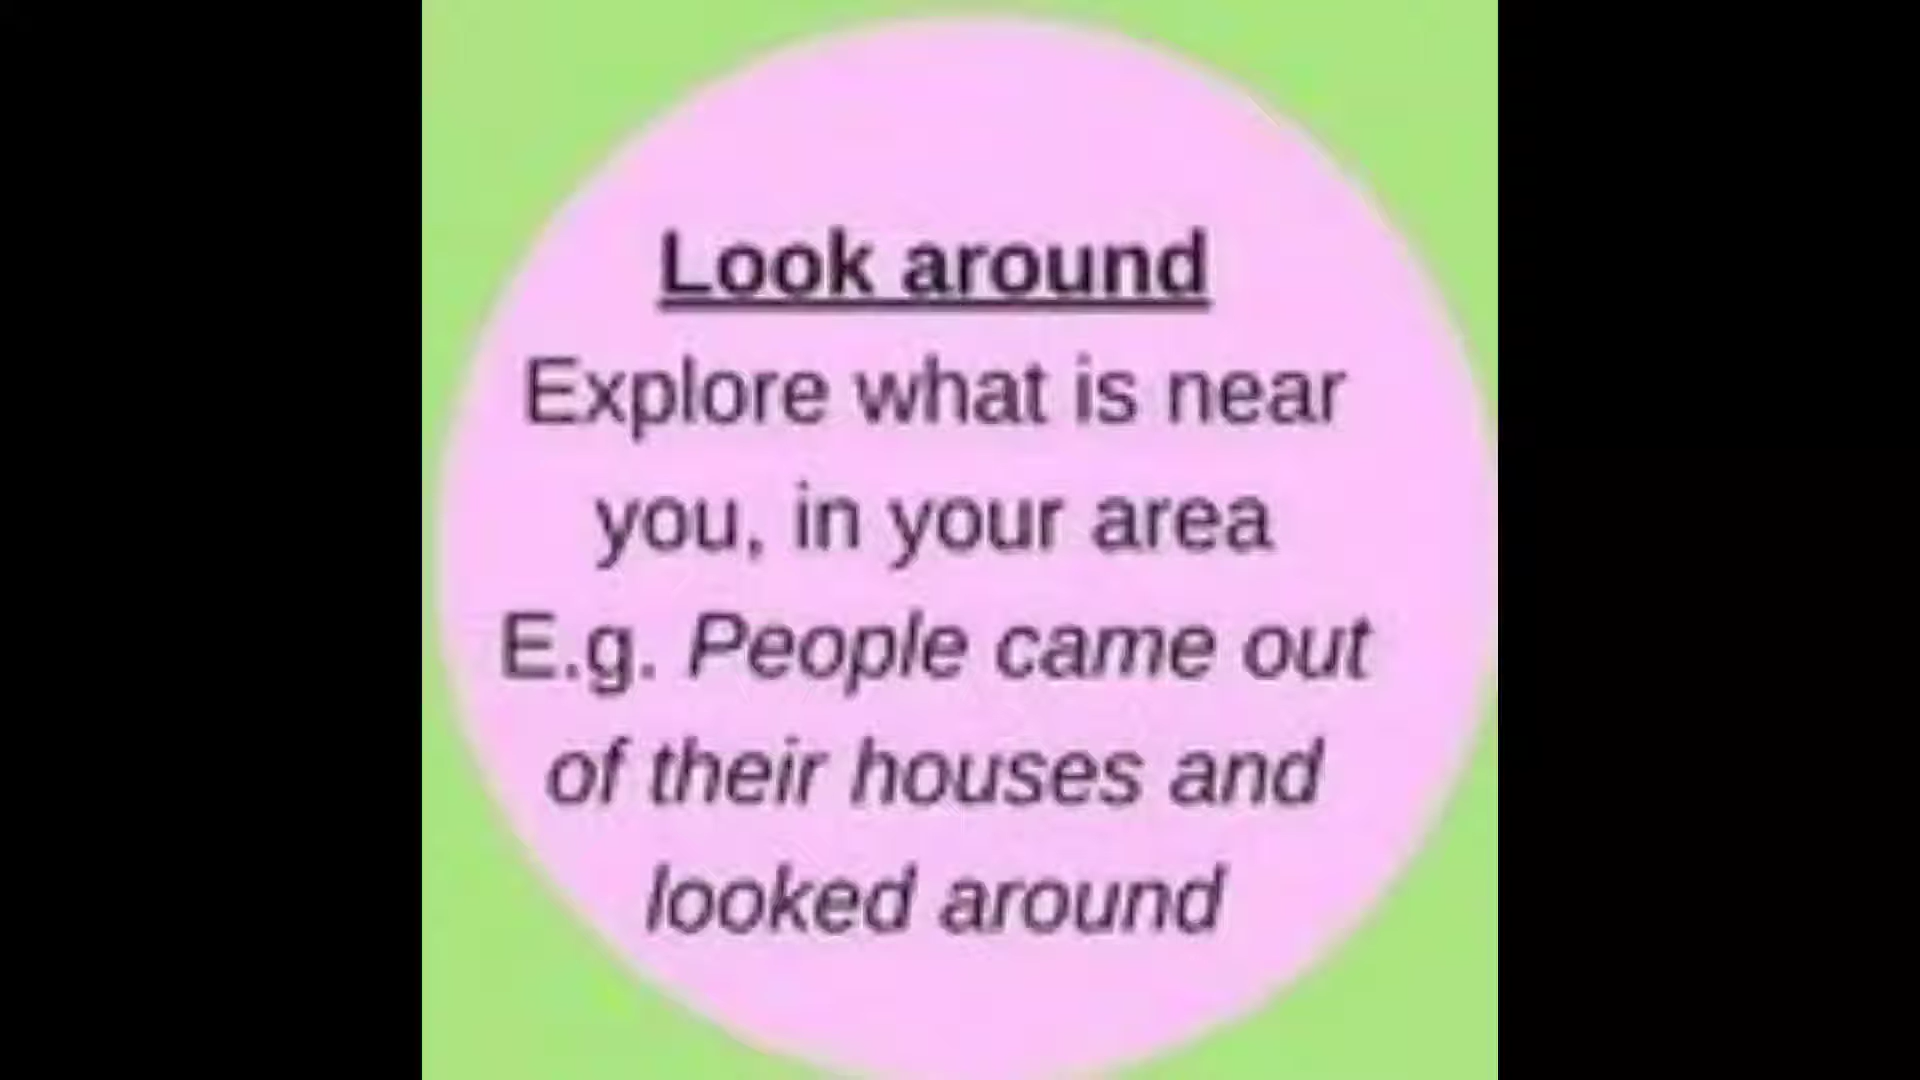 Look around
Explore what is near
you, in your area
E.g. People came out
of their houses and
looked around